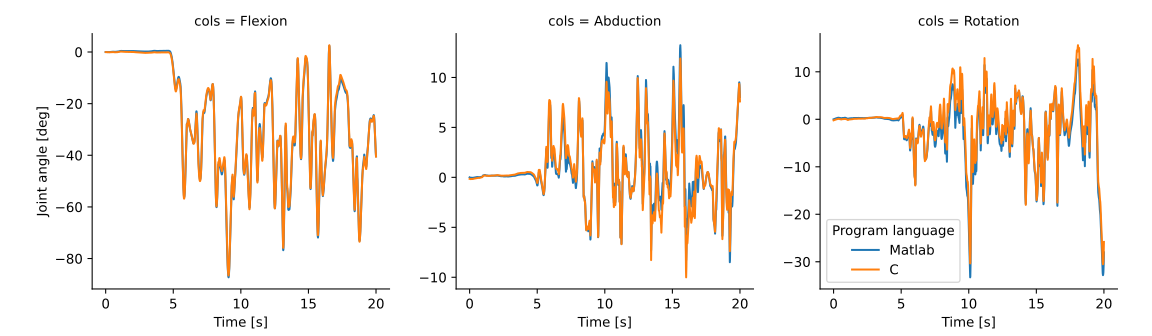 cols = Flexion
cols = Abduction
cols = Rotation
Joint angle [deg]
0
−20
−40
−60
−80
0 5 10 15 20
Time [s]
10
5
0
−5
−10
0 5 10 15 20
Time [s]
10
0
−10
−20
−30
Program language
Matlab
C
0 5 10 15 20
Time [s]